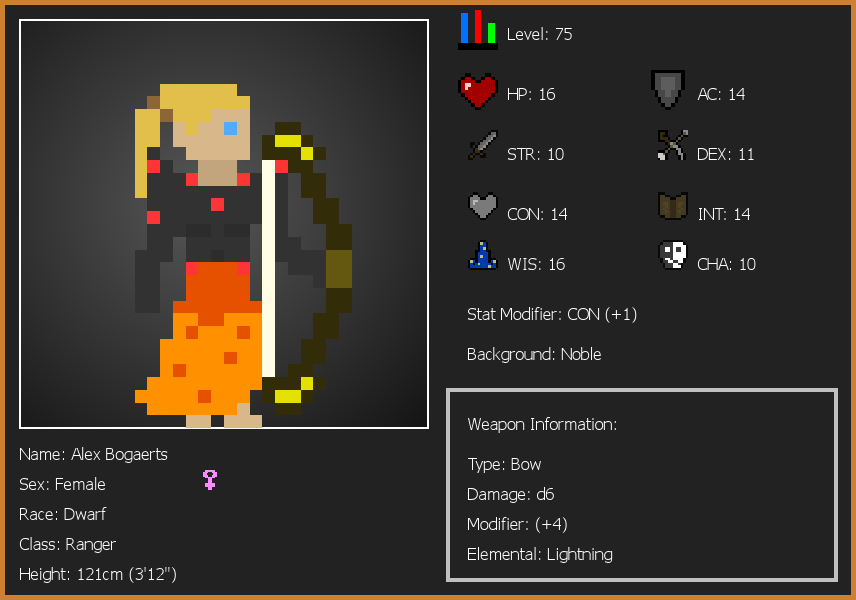 Level: 75
HP: 16
AC: 14
STR: 10
DEX: 11
CON: 14
INT: 14
WIS: 16
CHA: 10
Stat Modifier: CON (+1)
Background: Noble
Weapon Information:
Type: Bow
Damage: d6
Modifier: (+4)
Elemental: Lightning
Name: Alex Bogaerts
Sex: Female
Race: Dwarf
Class: Ranger
Height: 121cm (3'12")